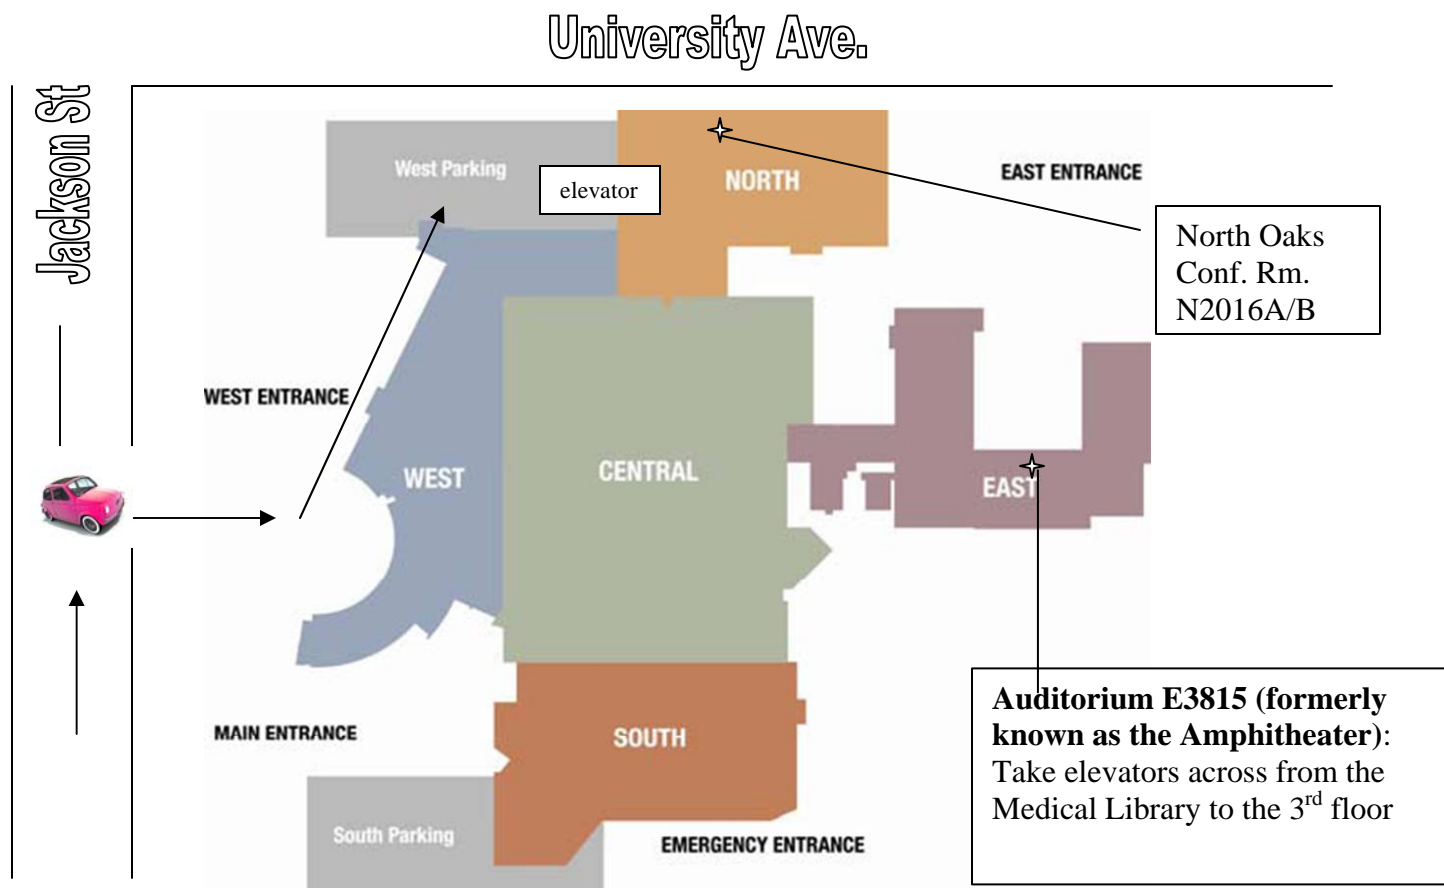 University Ave.
Jackson St
West Parking
elevator
NORTH
EAST ENTRANCE
North Oaks
Conf. Rm.
N2016A/B
WEST ENTRANCE
WEST
CENTRAL
EAST
MAIN ENTRANCE
SOUTH
South Parking
EMERGENCY ENTRANCE
Auditorium E3815 (formerly
known as the Amphitheater):
Take elevators across from the
Medical Library to the 3rd floor